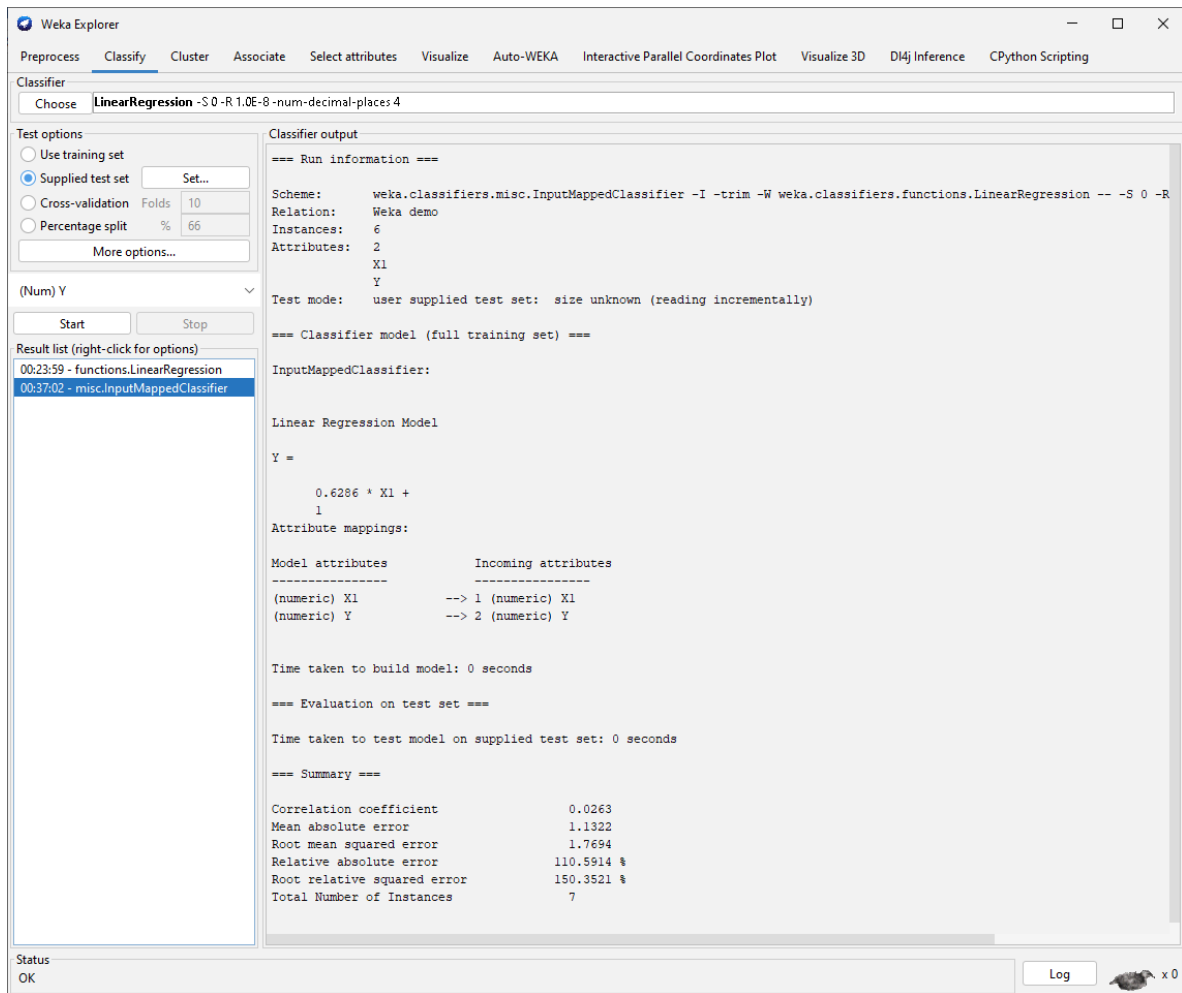 Weka Explorer
Preprocess Classify Cluster Associate Select attributes Visualize Auto-WEKA Interactive Parallel Coordinates Plot Visualize 3D Dl4j Inference CPython Scripting
Classifier
Choose LinearRegression -S 0 -R 1.0E-8 -num-decimal-places 4
Test options
Use training set
Supplied test set Set...
Cross-validation Folds 10
Percentage split % 66
More options...
(Num) Y
Start Stop
Result list (right-click for options)
00:23:59 - functions.LinearRegression
00:37:02 - misc.InputMappedClassifier
Classifier output
=== Run information ===
Scheme: weka.classifiers.misc.InputMappedClassifier -I -trim -W weka.classifiers.functions.LinearRegression -- -S 0 -R
Relation: Weka demo
Instances: 6
Attributes: 2
X1
Y
Test mode: user supplied test set: size unknown (reading incrementally)
=== Classifier model (full training set) ===
InputMappedClassifier:
Linear Regression Model
Y =
0.6286 * X1 +
1
Attribute mappings:
Model attributes Incoming attributes
---------------- ----------------
(numeric) X1 --> 1 (numeric) X1
(numeric) Y --> 2 (numeric) Y
Time taken to build model: 0 seconds
=== Evaluation on test set ===
Time taken to test model on supplied test set: 0 seconds
=== Summary ===
Correlation coefficient 0.0263
Mean absolute error 1.1322
Root mean squared error 1.7694
Relative absolute error 110.5914 %
Root relative squared error 150.3521 %
Total Number of Instances 7
Status
OK
Log
x 0